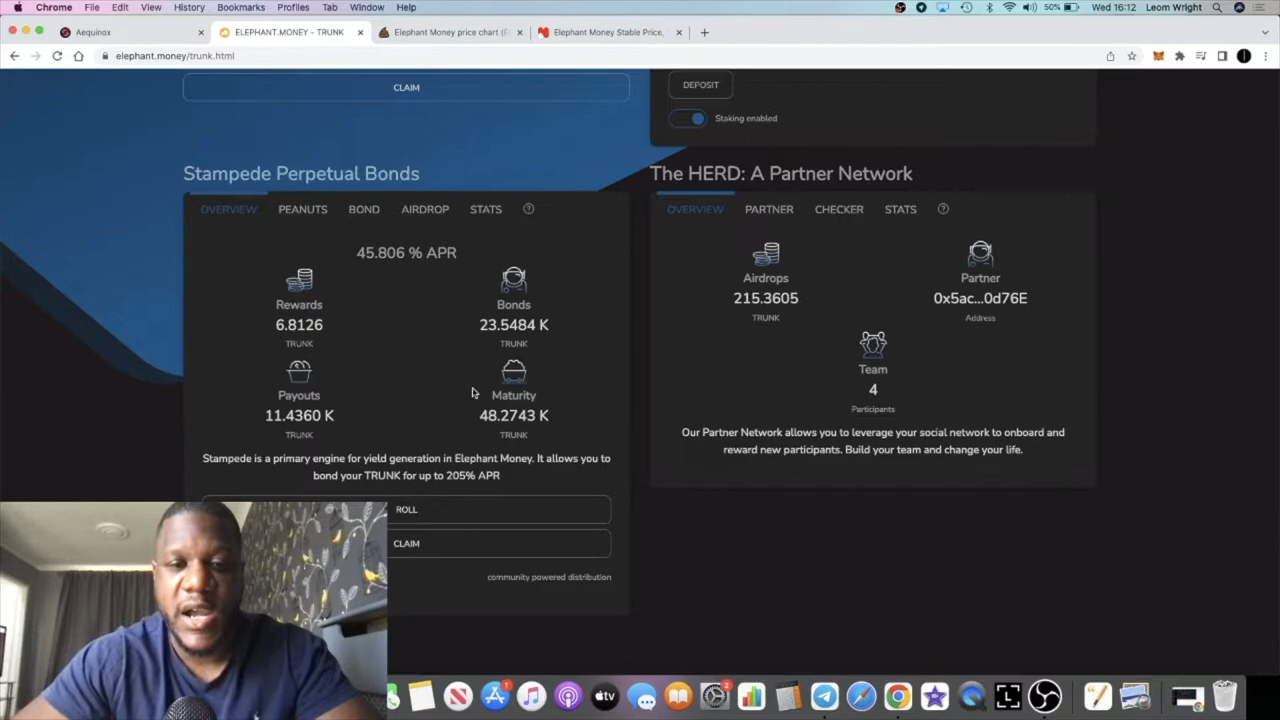 Chrome File Edit View History Bookmarks Profiles Tab Window Help 50% Wed 16:12 Leom Wright
Aequinox
ELEPHANT.MONEY - TRUNK
Elephant Money price chart (
Elephant Money Stable Price,
elephant.money/trunk.html
CLAIM
DEPOSIT
Staking enabled
Stampede Perpetual Bonds
OVERVIEW PEANUTS BOND AIRDROP STATS
45.806 % APR
Rewards
6.8126
TRUNK
Bonds
23.5484 K
TRUNK
Payouts
11.4360 K
TRUNK
Maturity
48.2743 K
TRUNK
Stampede is a primary engine for yield generation in Elephant Money. It allows you to
bond your TRUNK for up to 205% APR
ROLL
CLAIM
community powered distribution
The HERD: A Partner Network
OVERVIEW PARTNER CHECKER STATS
Airdrops
215.3605
TRUNK
Partner
0x5ac...0d76E
Address
Team
4
Participants
Our Partner Network allows you to leverage your social network to onboard and
reward new participants. Build your team and change your life.
tv